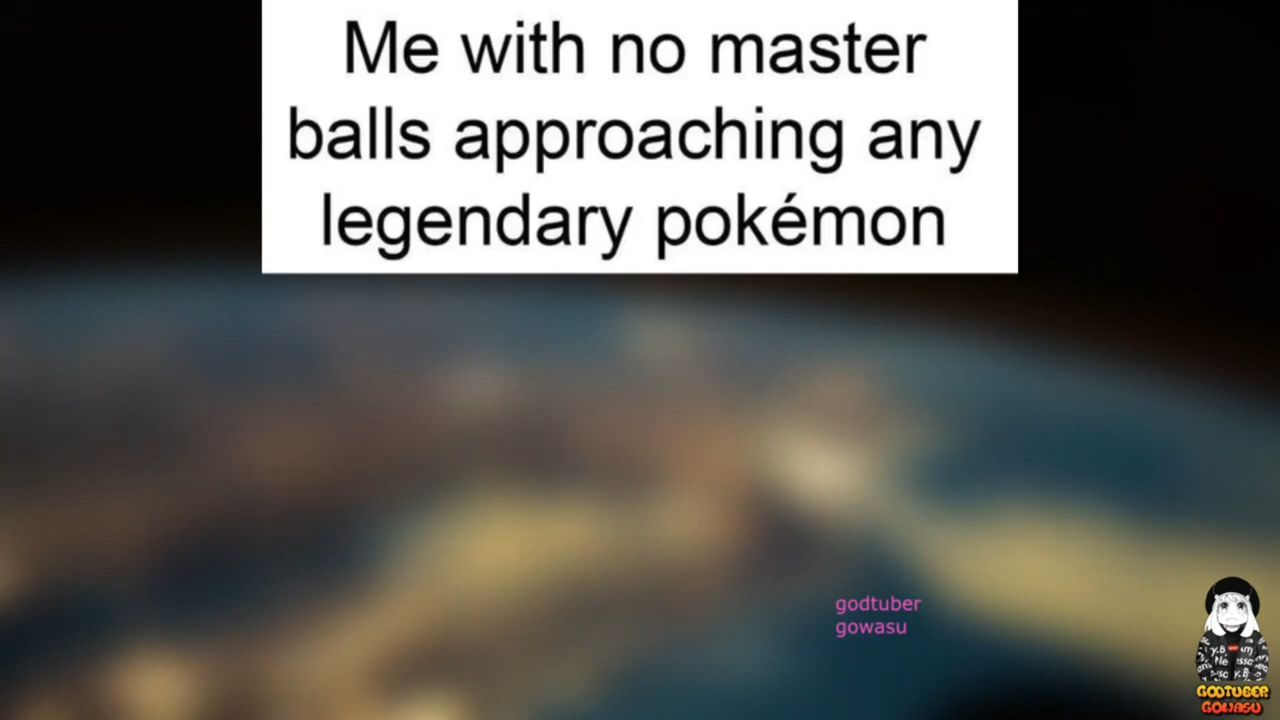 Me with no master
balls approaching any
legendary pokémon
godtuber
gowasu
GODTUBER
GOWASU